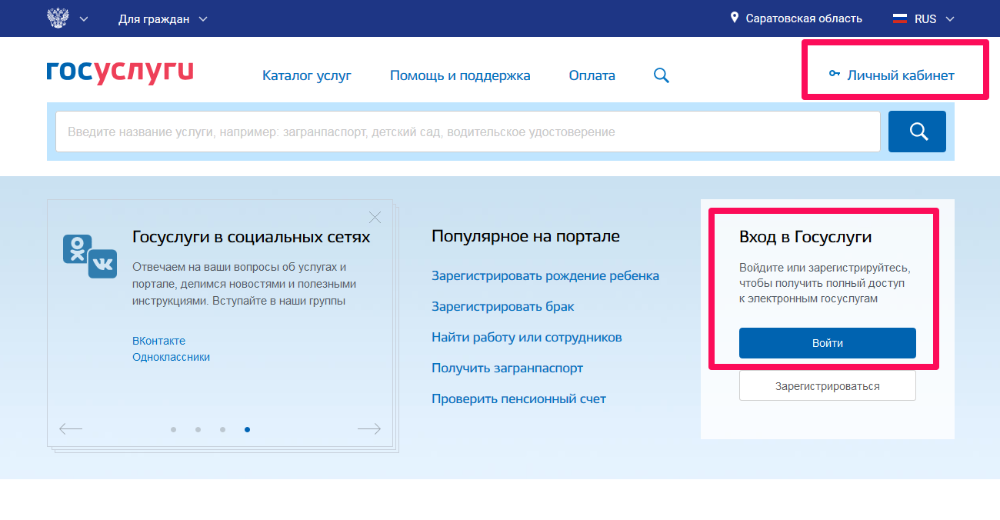 Для граждан
Саратовская область
RUS
госуслуги
Каталог услуг
Помощь и поддержка
Оплата
Личный кабинет
Введите название услуги, например: загранпаспорт, детский сад, водительское удостоверение
Госуслуги в социальных сетях
Отвечаем на ваши вопросы об услугах и
портале, делимся новостями и полезными
инструкциями. Вступайте в наши группы
ВКонтакте
Одноклассники
Популярное на портале
Зарегистрировать рождение ребенка
Зарегистрировать брак
Найти работу или сотрудников
Получить загранпаспорт
Проверить пенсионный счет
Вход в Госуслуги
Войдите или зарегистрируйтесь,
чтобы получить полный доступ
к электронным госуслугам
Войти
Зарегистрироваться